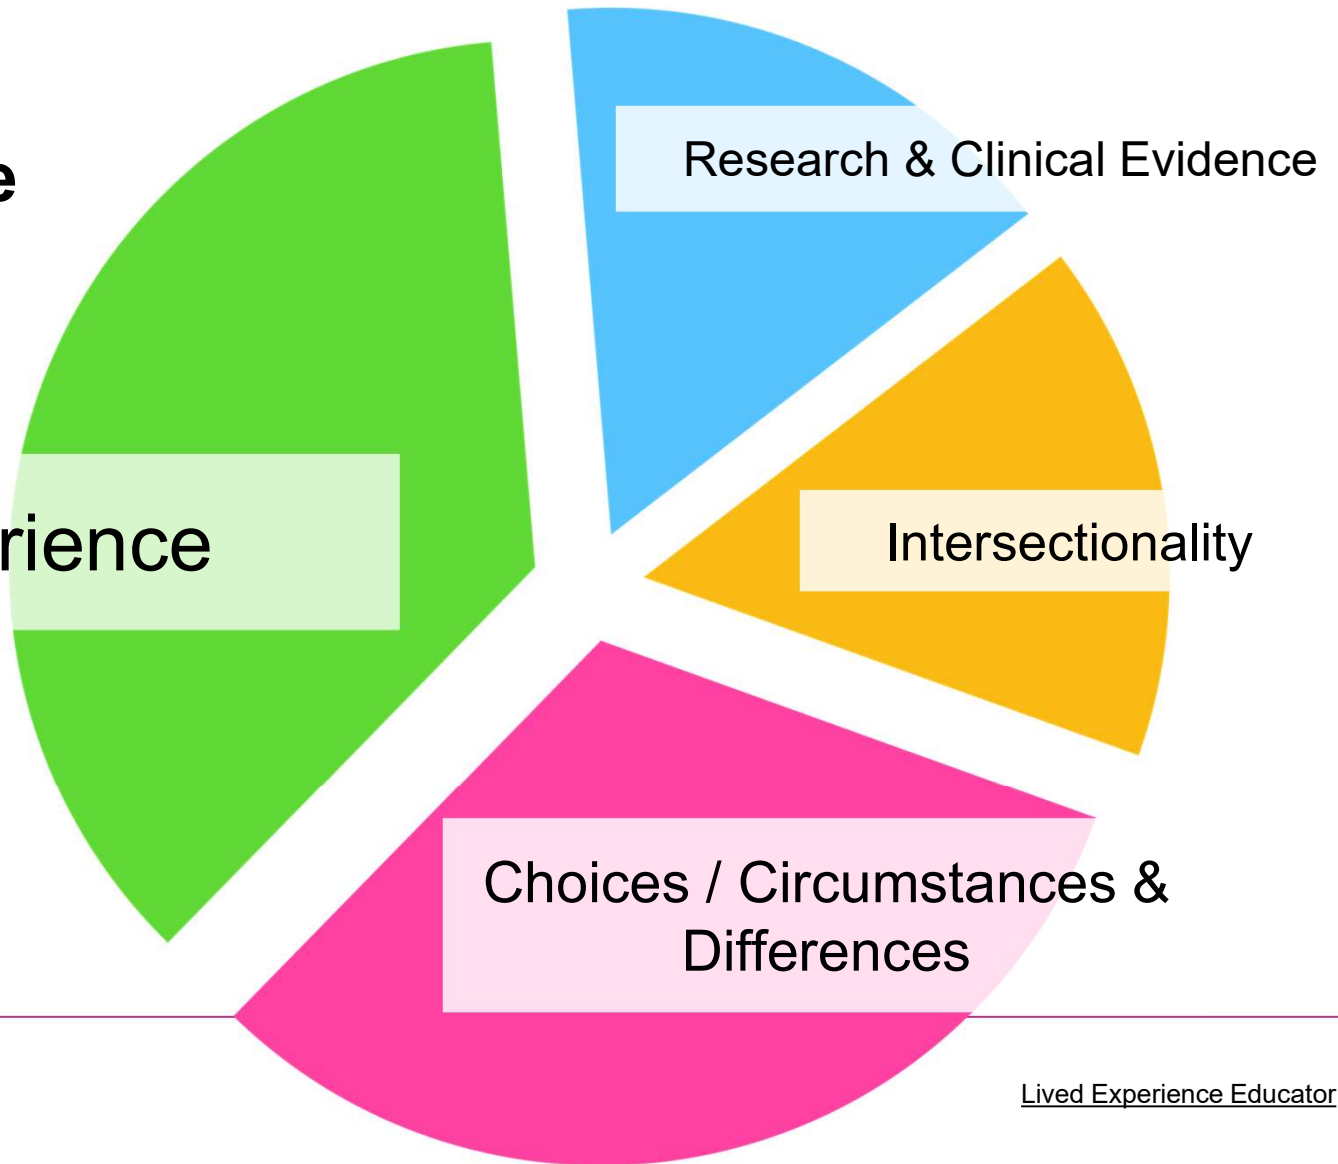 e
Research & Clinical Evidence
rience
Intersectionality
Choices / Circumstances &
Differences
Lived Experience Educator